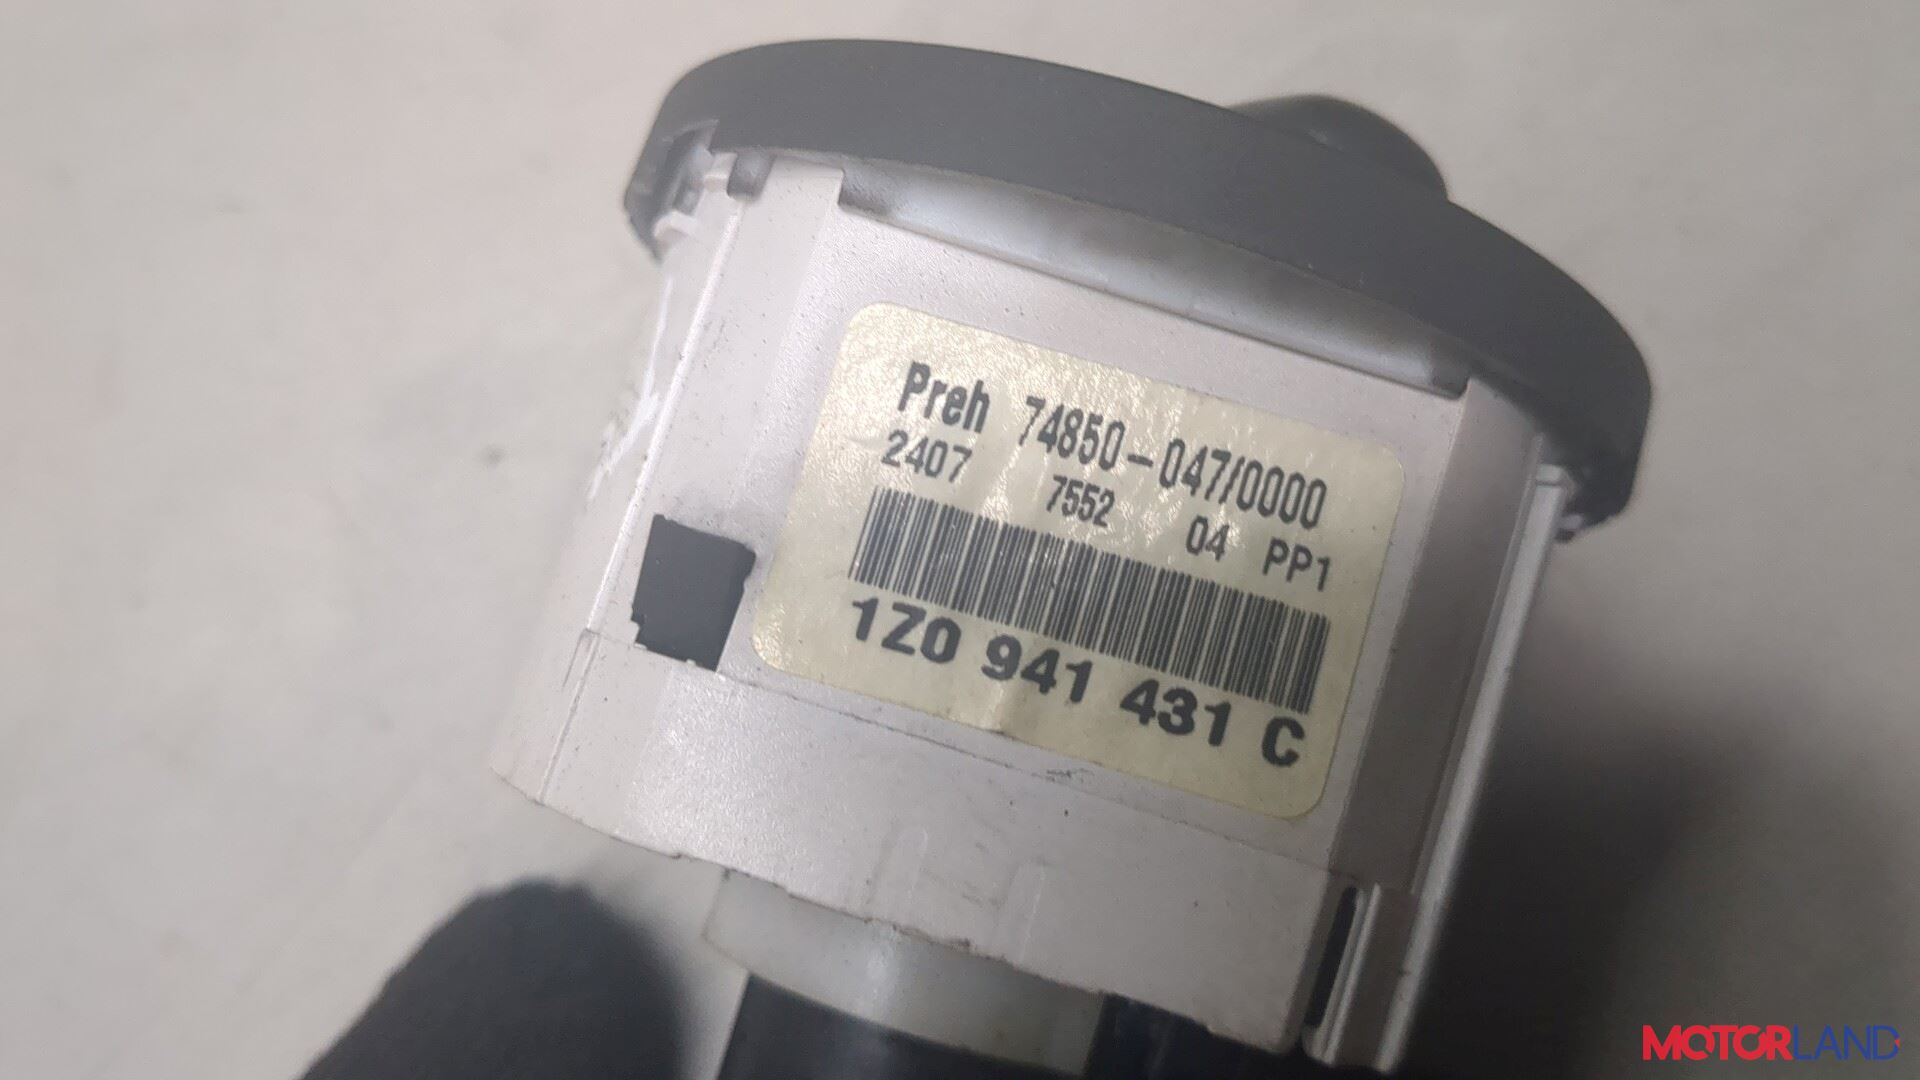 Preh 74850-047/0000
2407 7552 04 PP1
1Z0 941 431 C
MOTORLAND